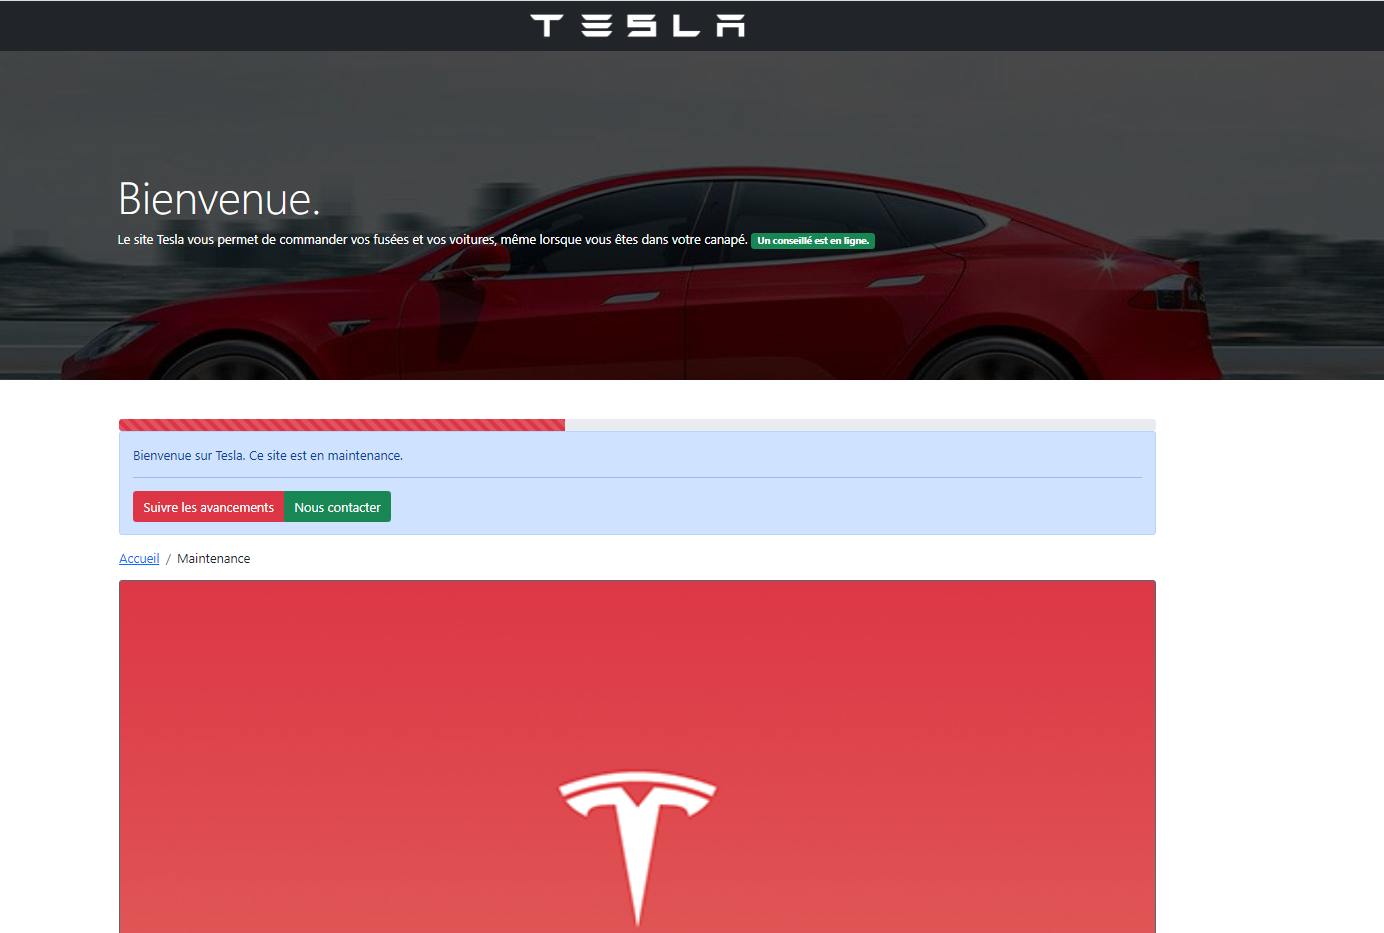 TESLA
Bienvenue.
Le site Tesla vous permet de commander vos fusées et vos voitures, même lorsque vous êtes dans votre canapé. Un conseillé est en ligne.
Bienvenue sur Tesla. Ce site est en maintenance.
Suivre les avancements Nous contacter
Accueil / Maintenance